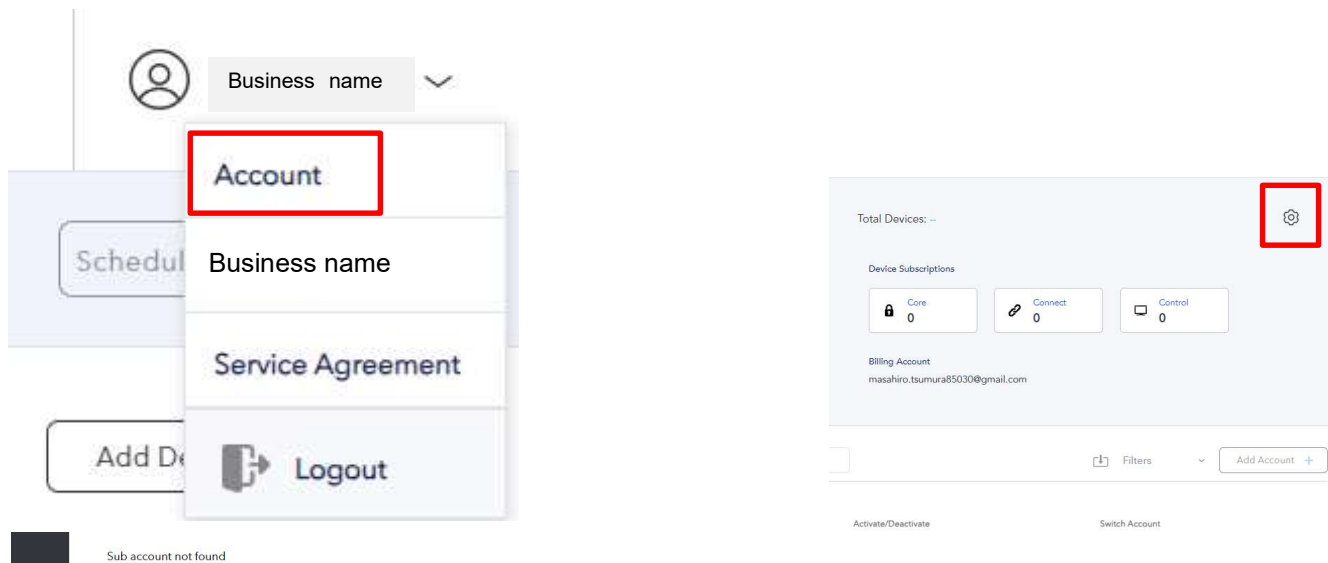 Business name
Account
Schedul
Business name
Service Agreement
Add De
Logout
Sub account not found
Total Devices: --
Device Subscriptions
Core
0
Connect
0
Control
0
Billing Account
masahiro.tsumura85030@gmail.com
Filters
Add Account +
Activate/Deactivate
Switch Account